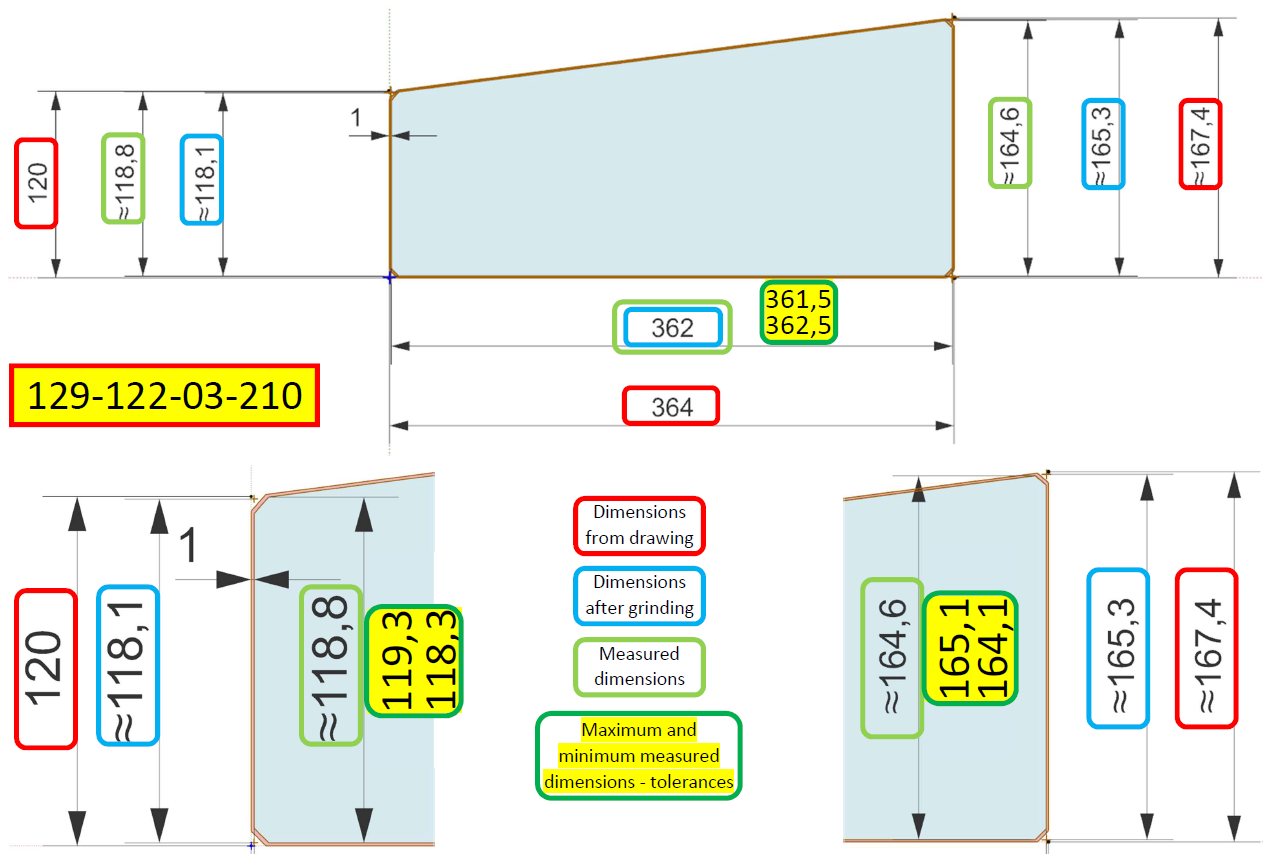 120
≈118,8
≈118,1
1
≈164,6
≈165,3
≈167,4
361,5
362,5
362
364
129-122-03-210
120
≈118,1
1
≈118,8
119,3
118,3
Dimensions
from drawing
Dimensions
after grinding
Measured
dimensions
Maximum and
minimum measured
dimensions - tolerances
≈164,6
165,1
164,1
≈165,3
≈167,4